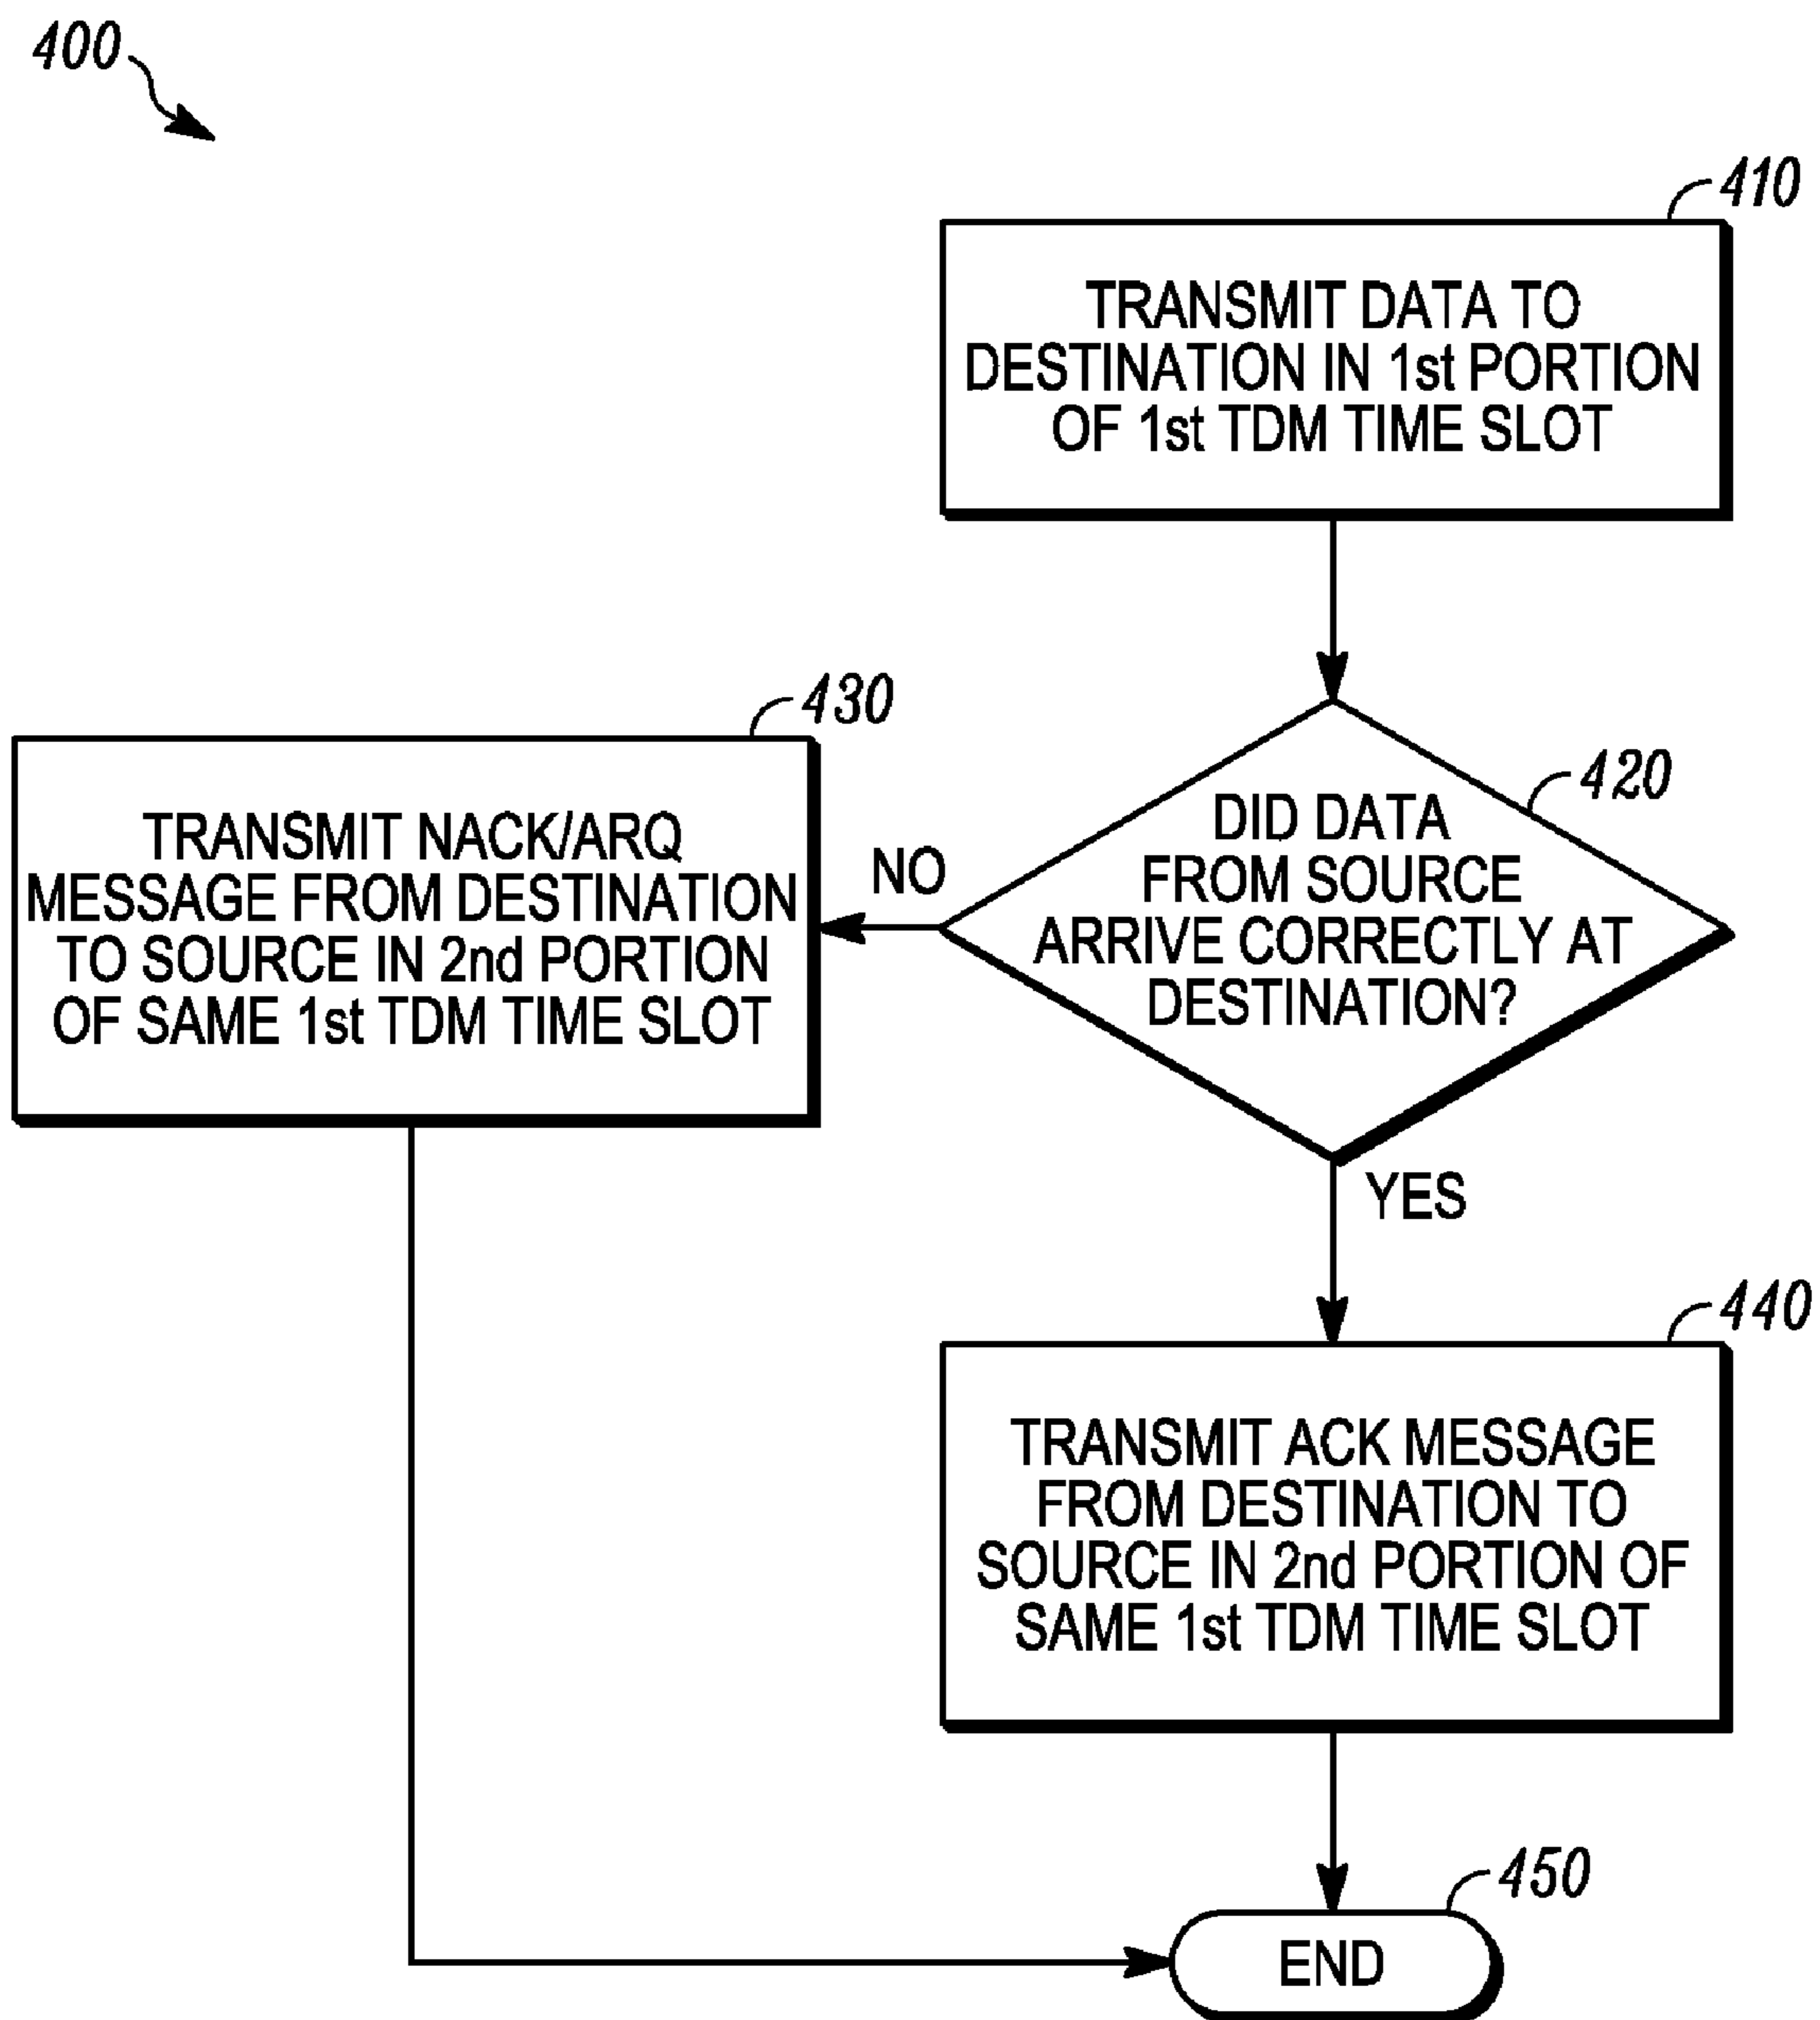 400
410
TRANSMIT DATA TO
DESTINATION IN 1st PORTION
OF 1st TDM TIME SLOT
420
DID DATA
FROM SOURCE
ARRIVE CORRECTLY AT
DESTINATION?
NO
430
TRANSMIT NACK/ARQ
MESSAGE FROM DESTINATION
TO SOURCE IN 2nd PORTION
OF SAME 1st TDM TIME SLOT
YES
440
TRANSMIT ACK MESSAGE
FROM DESTINATION TO
SOURCE IN 2nd PORTION OF
SAME 1st TDM TIME SLOT
450
END